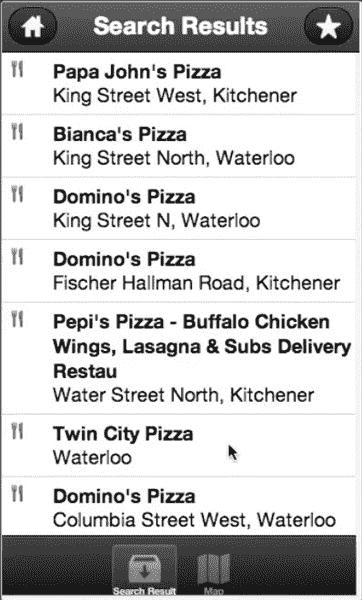 Search Results
Papa John's Pizza
King Street West, Kitchener
Bianca's Pizza
King Street North, Waterloo
Domino's Pizza
King Street N, Waterloo
Domino's Pizza
Fischer Hallman Road, Kitchener
Pepi's Pizza - Buffalo Chicken
Wings, Lasagna & Subs Delivery
Restau
Water Street North, Kitchener
Twin City Pizza
Waterloo
Domino's Pizza
Columbia Street West, Waterloo
Search Result Map